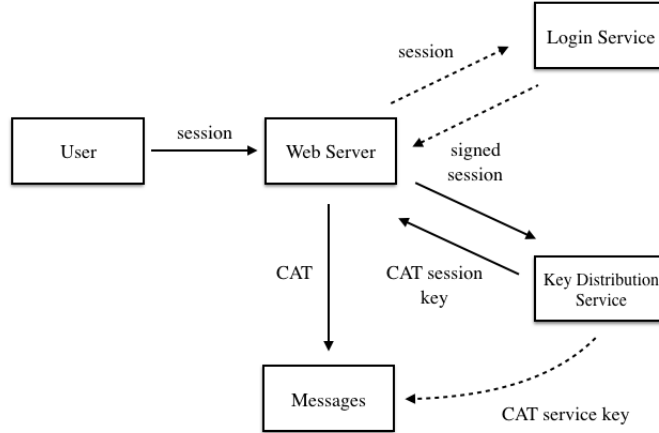 Login Service
session
session
User
Web Server
signed
session
CAT
CAT session
key
Key Distribution
Service
Messages
CAT service key